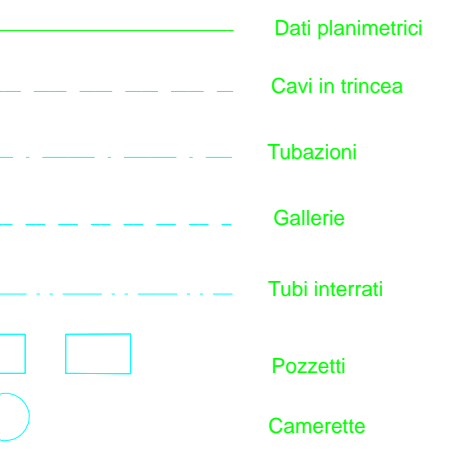 Dati planimetrici
Cavi in trincea
Tubazioni
Gallerie
Tubi interrati
Pozzetti
Camerette